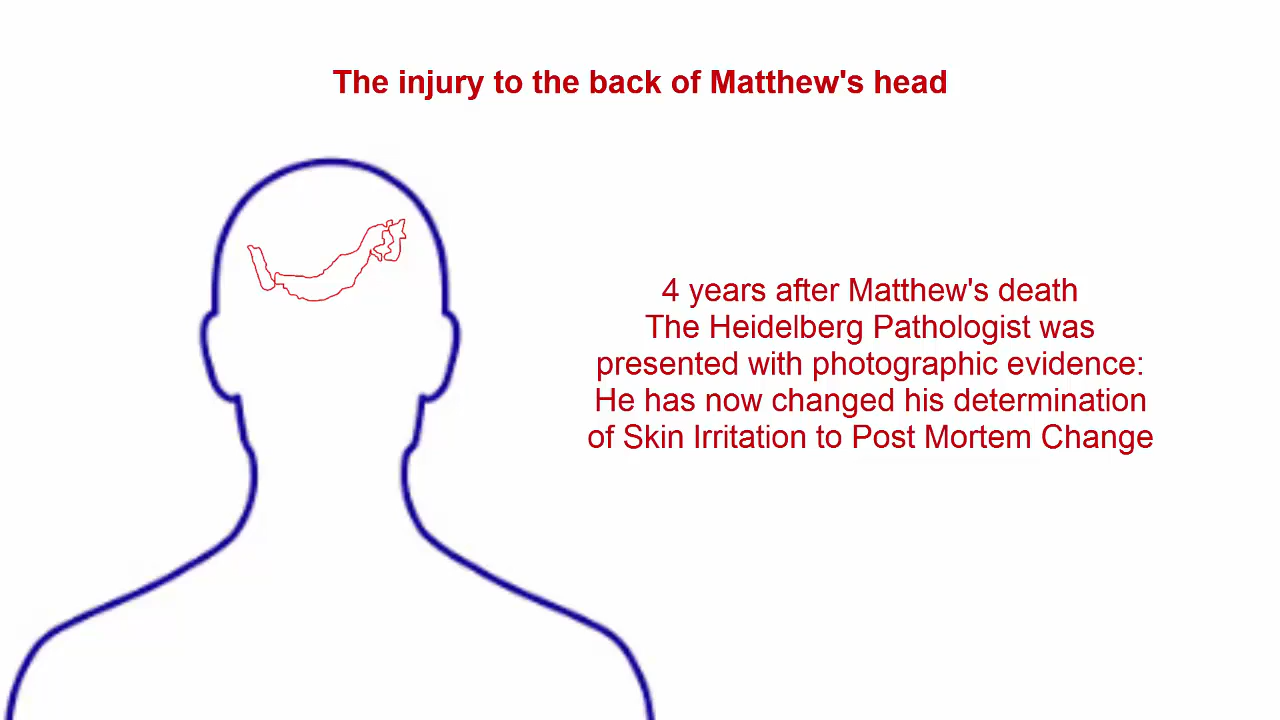 The injury to the back of Matthew's head
4 years after Matthew's death
The Heidelberg Pathologist was
presented with photographic evidence:
He has now changed his determination
of Skin Irritation to Post Mortem Change